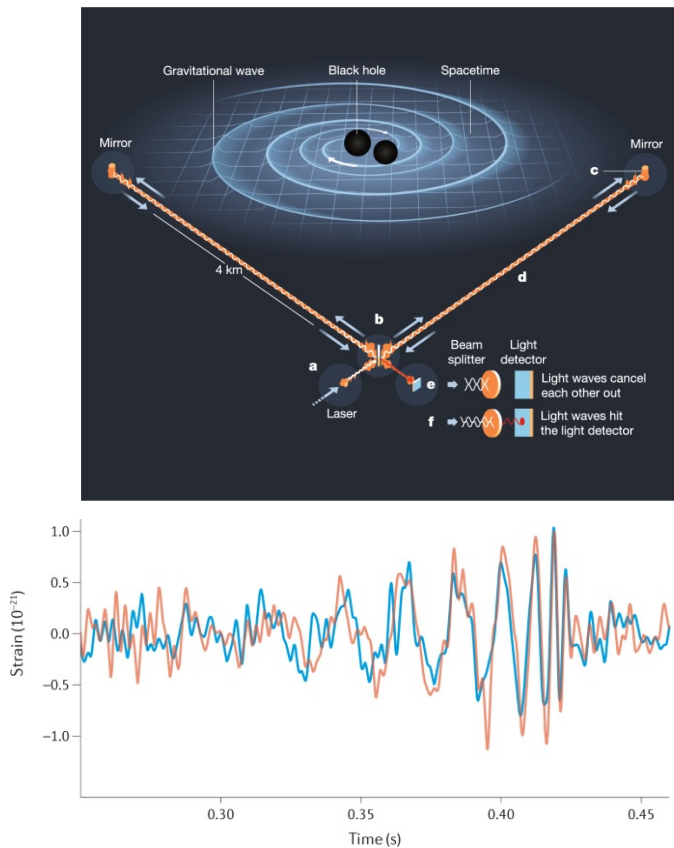 Gravitational wave
Black hole
Spacetime
Mirror
Mirror
c
4 km
d
b
a
Beam
splitter
Light
detector
e
Light waves cancel
each other out
Laser
f
Light waves hit
the light detector
1.0
0.5
0.0
−0.5
−1.0
Strain (10⁻²¹)
0.30
0.35
0.40
0.45
Time (s)